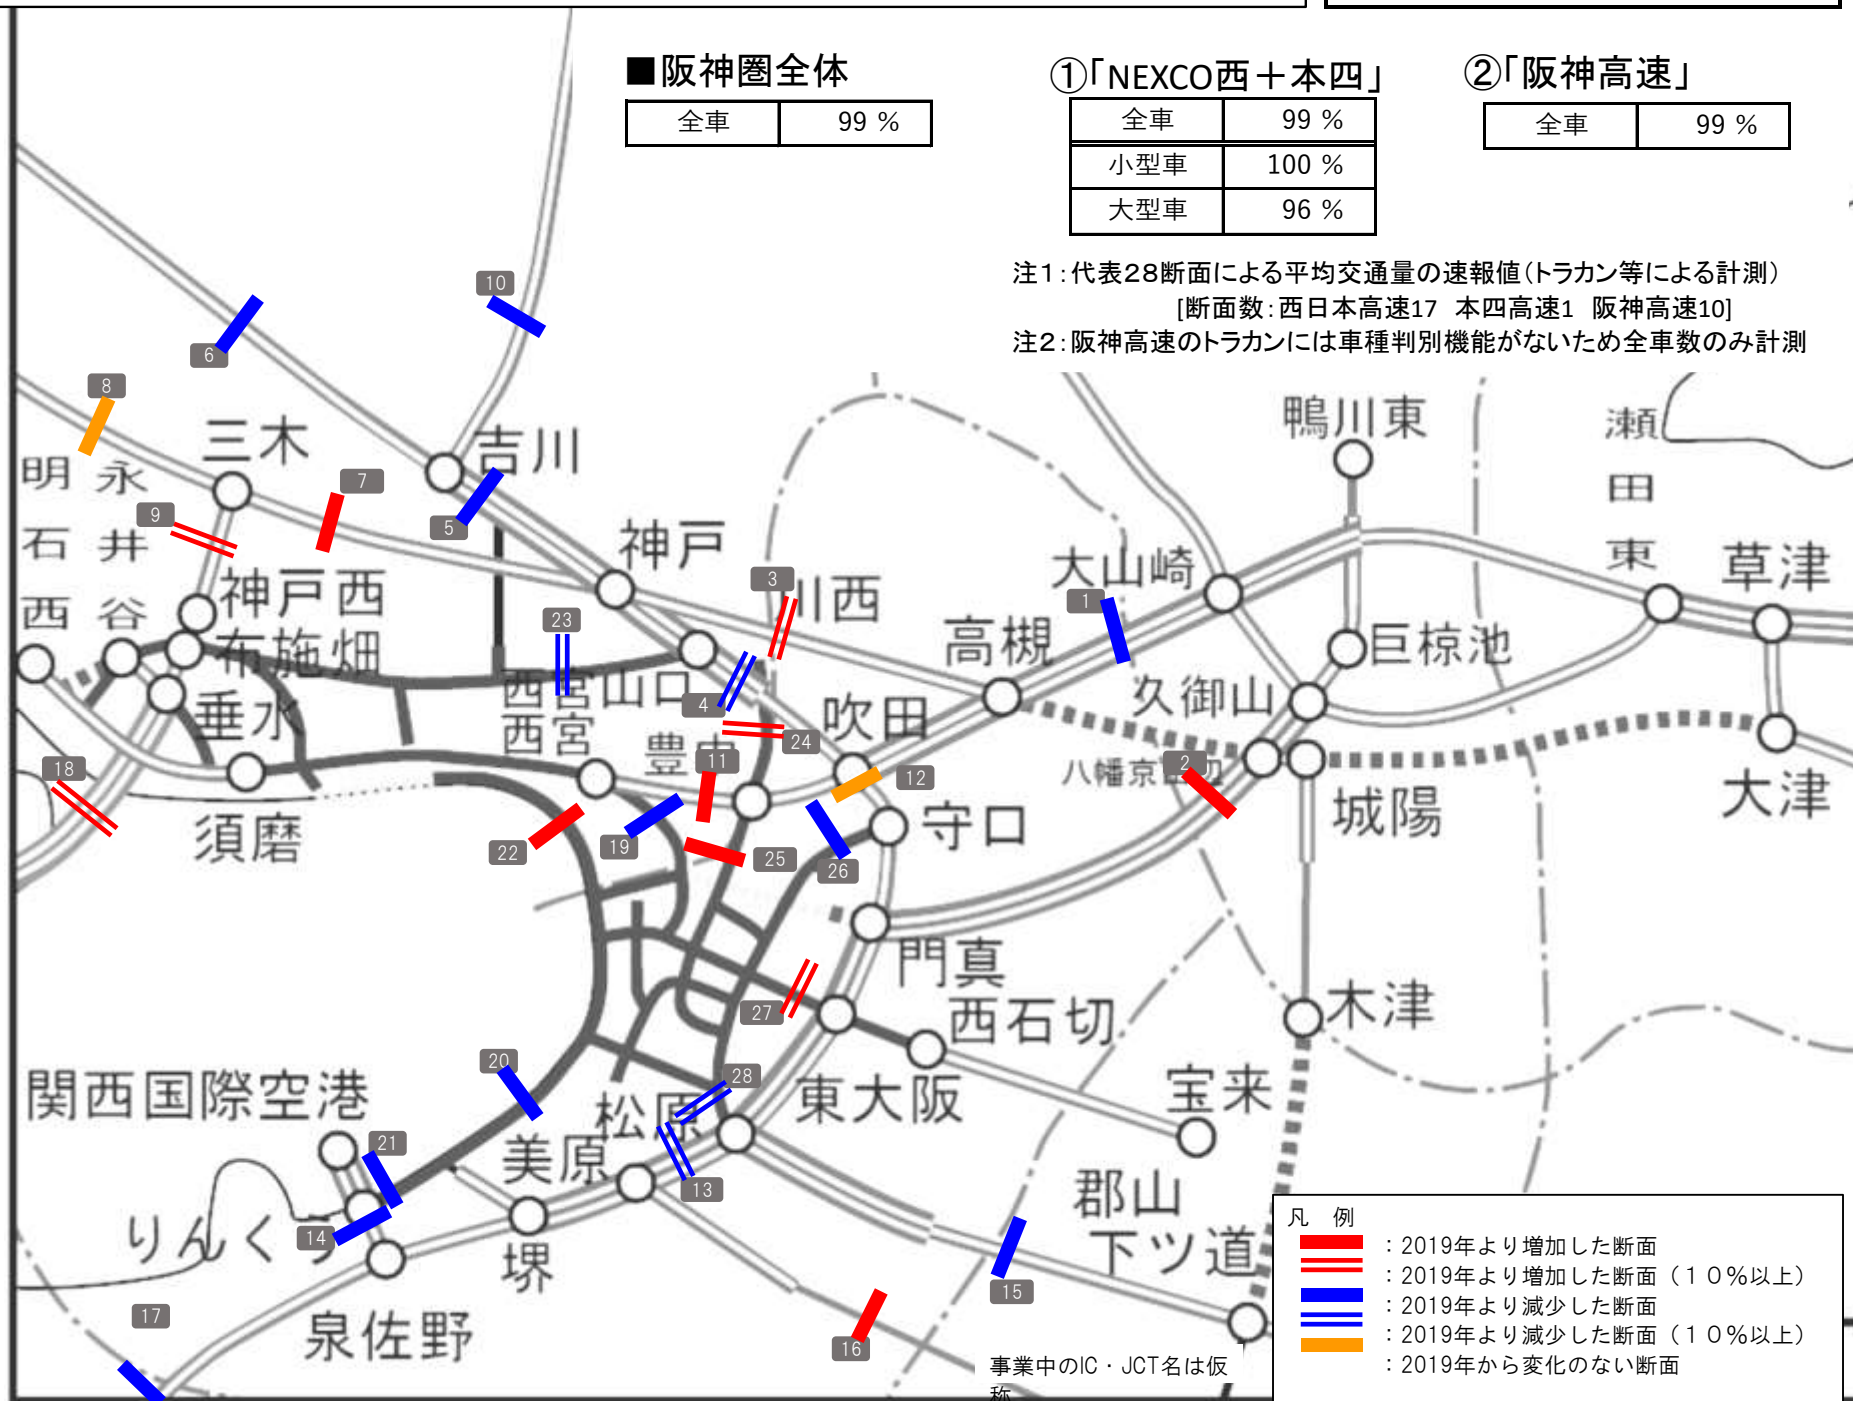 ■阪神圏全体
全車 99 %
①「NEXCO西＋本四」
全車 99 %
小型車 100 %
大型車 96 %
②「阪神高速」
全車 99 %
注１：代表２８断面による平均交通量の速報値（トラカン等による計測）
[断面数：西日本高速17 本四高速1 阪神高速10]
注２：阪神高速のトラカンには車種判別機能がないため全車数のみ計測
10
6
8
三木
吉川
鴨川東
瀬田東
明石西
永井谷
7
9
5
神戸
大山崎
草津
神戸西
3
川西
1
23
布施畑
高槻
巨椋池
西宮山口
久御山
垂水
4
吹田
西宮
24
豊中
11
12
18
八幡京田辺
2
城陽
大津
須磨
22
19
守口
25
26
門真
27
西石切
木津
20
28
関西国際空港
松原
東大阪
宝来
21
美原
13
郡山下ツ道
14
りんくう
堺
15
17
泉佐野
16
事業中のIC・JCT名は仮
称
凡 例
：2019年より増加した断面
：2019年より増加した断面（１０％以上）
：2019年より減少した断面
：2019年より減少した断面（１０％以上）
：2019年から変化のない断面